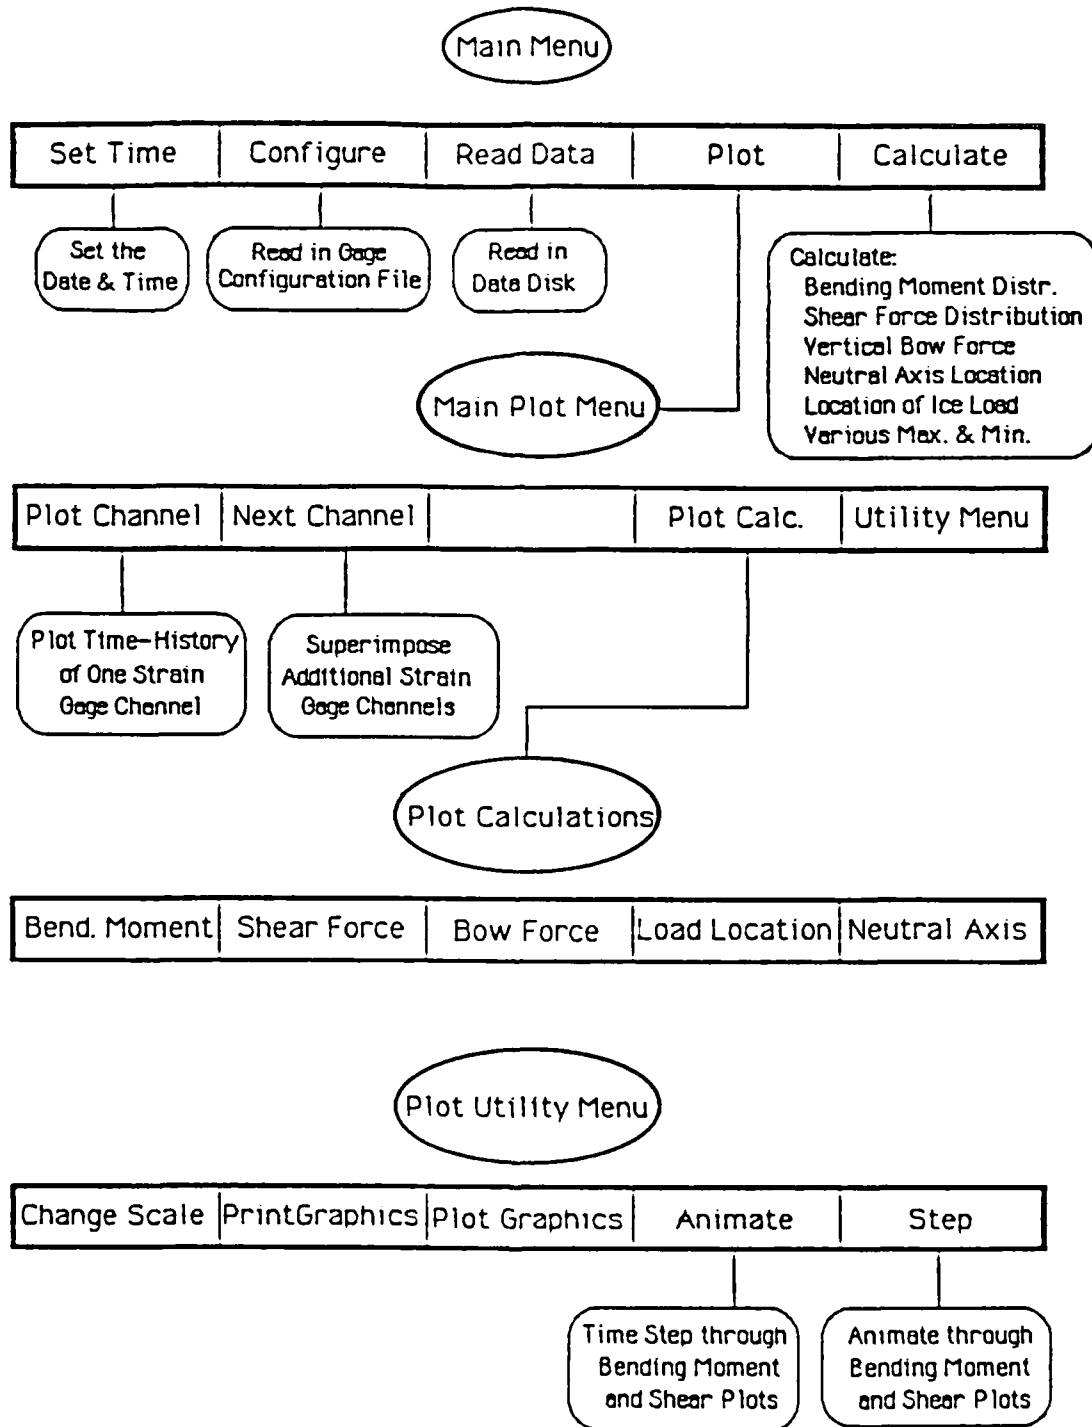 Main Menu
Set Time
Configure
Read Data
Plot
Calculate
Set the
Date & Time
Read in Gage
Configuration File
Read in
Data Disk
Calculate:
Bending Moment Distr.
Shear Force Distribution
Vertical Bow Force
Neutral Axis Location
Location of Ice Load
Various Max. & Min.
Main Plot Menu
Plot Channel
Next Channel
Plot Calc.
Utility Menu
Plot Time-History
of One Strain
Gage Channel
Superimpose
Additional Strain
Gage Channels
Plot Calculations
Bend. Moment
Shear Force
Bow Force
Load Location
Neutral Axis
Plot Utility Menu
Change Scale
PrintGraphics
Plot Graphics
Animate
Step
Time Step through
Bending Moment
and Shear Plots
Animate through
Bending Moment
and Shear Plots